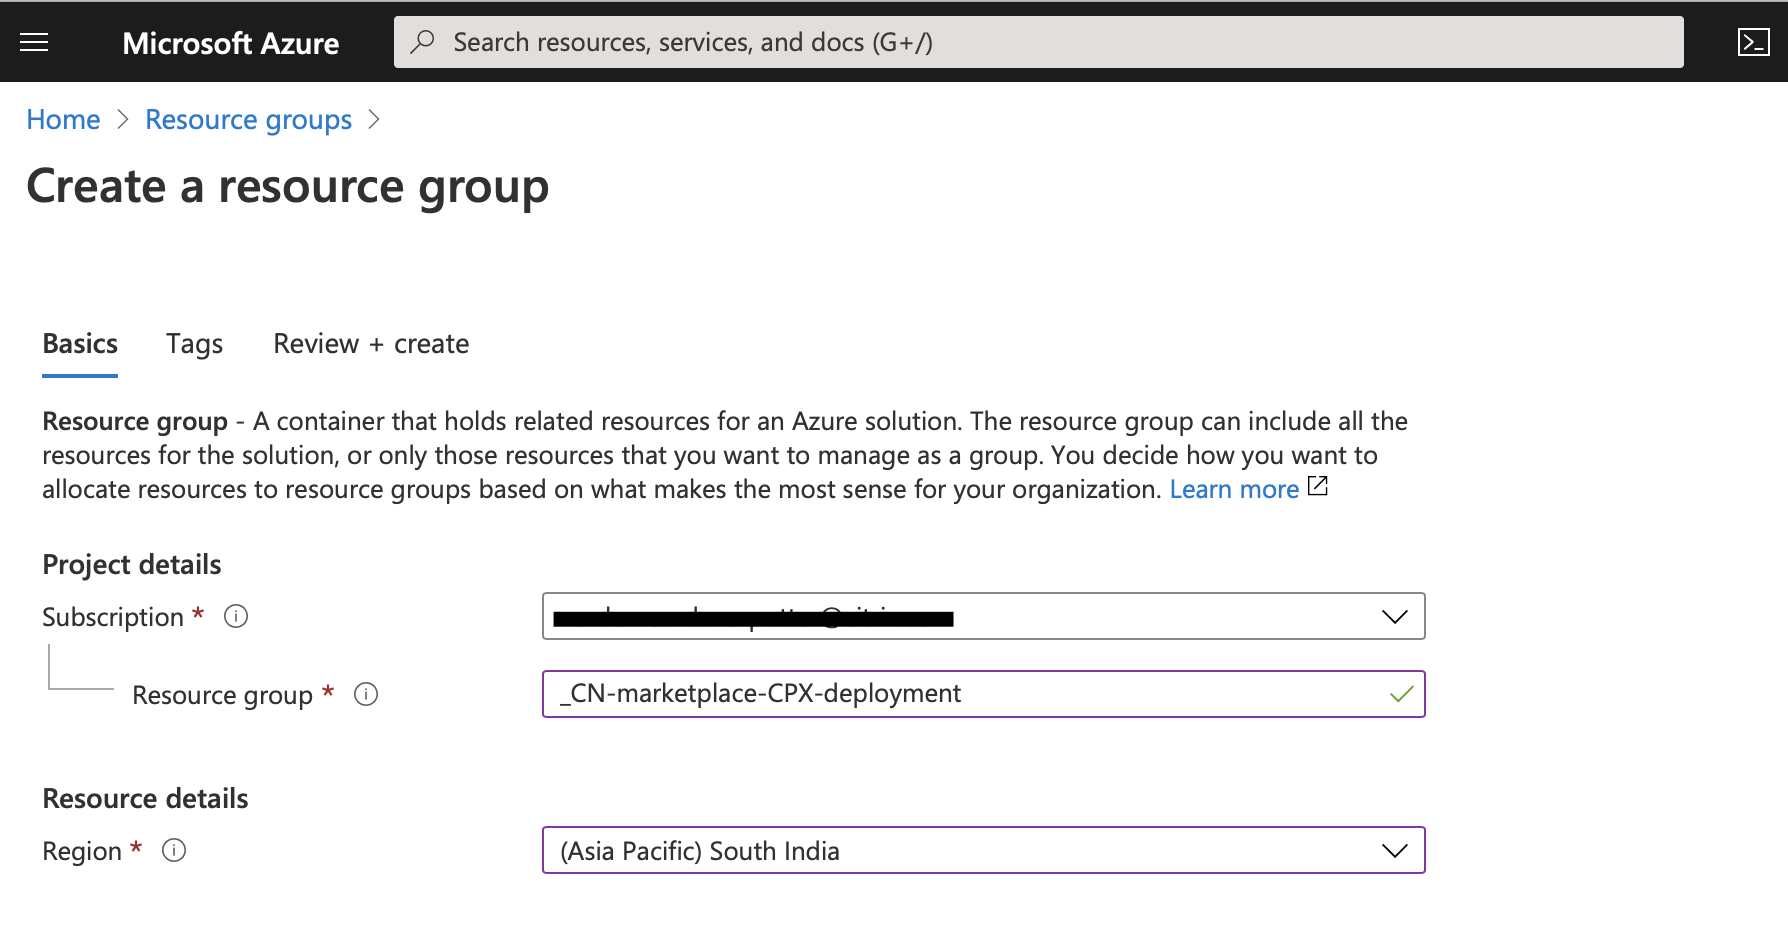 Microsoft Azure
Search resources, services, and docs (G+/)
Home > Resource groups >
Create a resource group
Basics
Tags
Review + create
Resource group - A container that holds related resources for an Azure solution. The resource group can include all the
resources for the solution, or only those resources that you want to manage as a group. You decide how you want to
allocate resources to resource groups based on what makes the most sense for your organization. Learn more
Project details
Subscription *
Resource group *
_CN-marketplace-CPX-deployment
Resource details
Region *
(Asia Pacific) South India